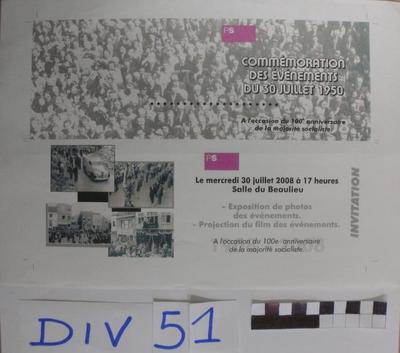 PS
COMMÉMORATION
DES ÉVÉNEMENTS
DU 30 JUILLET 1950
A l'occasion du 100e anniversaire
de la majorité socialiste.
PS
Le mercredi 30 juillet 2008 à 17 heures
Salle du Beaulieu
- Exposition de photos
des événements.
- Projection du film des événements.
A l'occasion du 100e anniversaire
de la majorité socialiste.
INVITATION
DIV 51